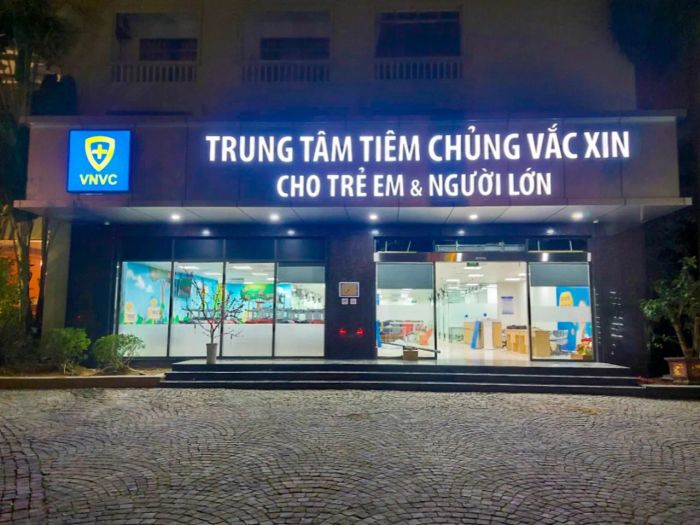 VNVC
TRUNG TÂM TIÊM CHỦNG VẮC XIN
CHO TRẺ EM & NGƯỜI LỚN